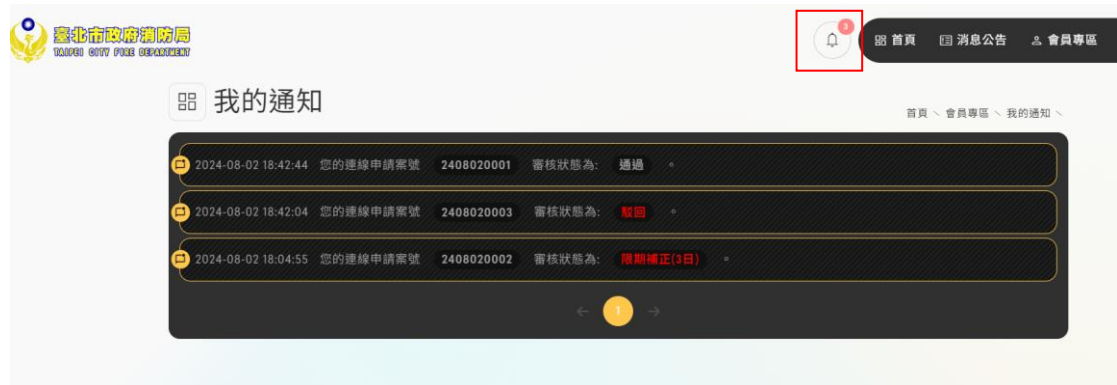 臺北市政府消防局
TAIPEI CITY FIRE DEPARTMENT
3
首頁 消息公告 會員專區
我的通知
首頁 \ 會員專區 \ 我的通知 \
2024-08-02 18:42:44 您的連線申請案號 2408020001 審核狀態為: 通過 。
2024-08-02 18:42:04 您的連線申請案號 2408020003 審核狀態為: 駁回 。
2024-08-02 18:04:55 您的連線申請案號 2408020002 審核狀態為: 限期補正(3日) 。
← 1 →